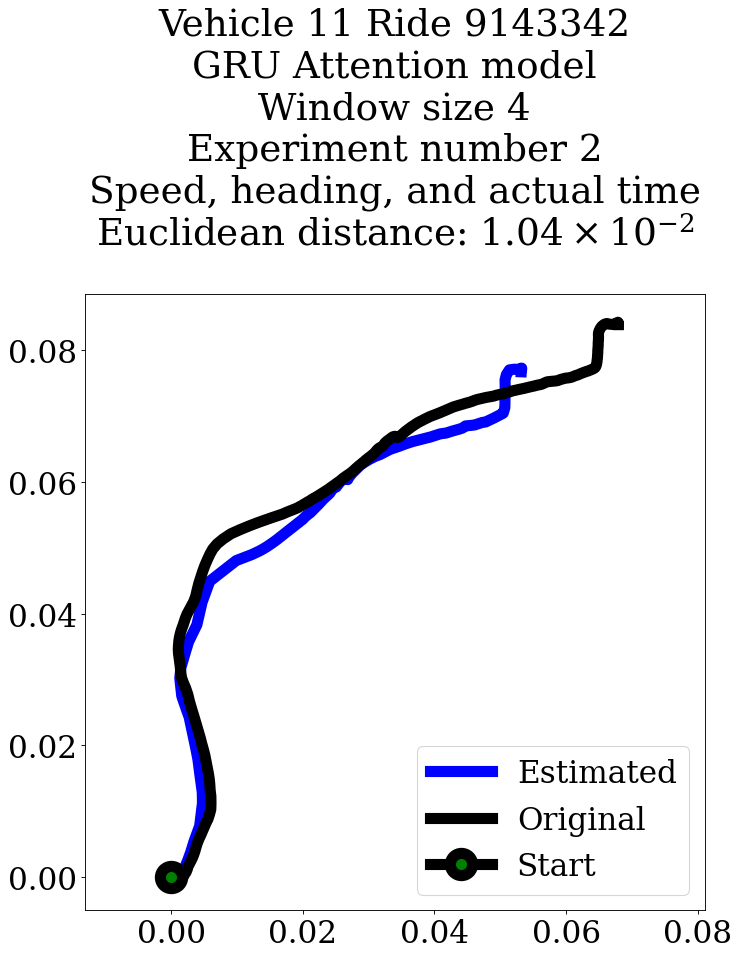 Vehicle 11 Ride 9143342
GRU Attention model
Window size 4
Experiment number 2
Speed, heading, and actual time
Euclidean distance: 1.04 × 10⁻²
0.08
0.06
0.04
0.02
0.00
Estimated
Original
Start
0.00 0.02 0.04 0.06 0.08